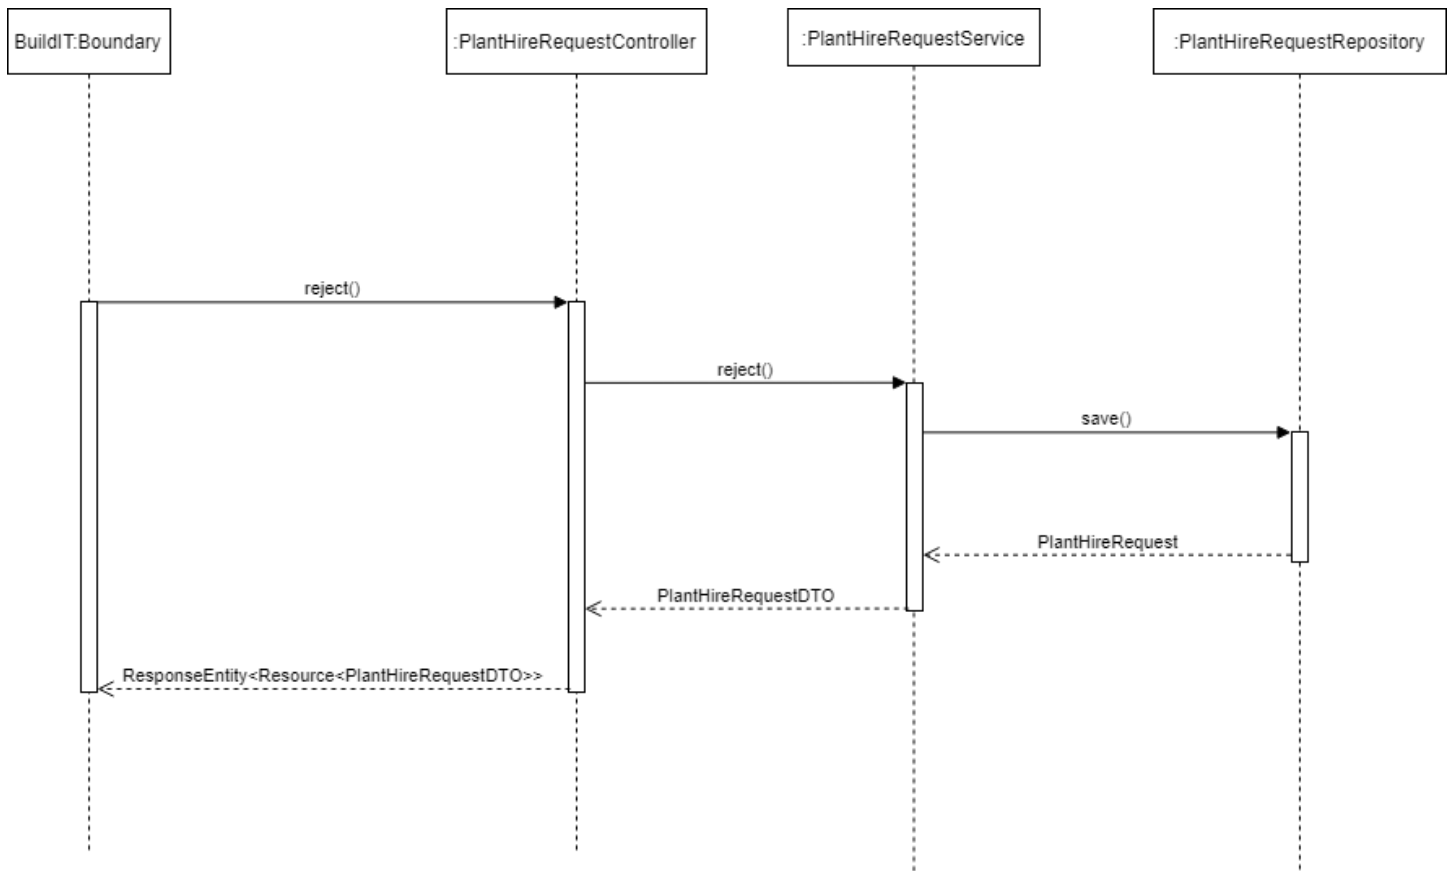 BuildIT:Boundary
:PlantHireRequestController
:PlantHireRequestService
:PlantHireRequestRepository
reject()
reject()
save()
PlantHireRequest
PlantHireRequestDTO
ResponseEntity<Resource<PlantHireRequestDTO>>